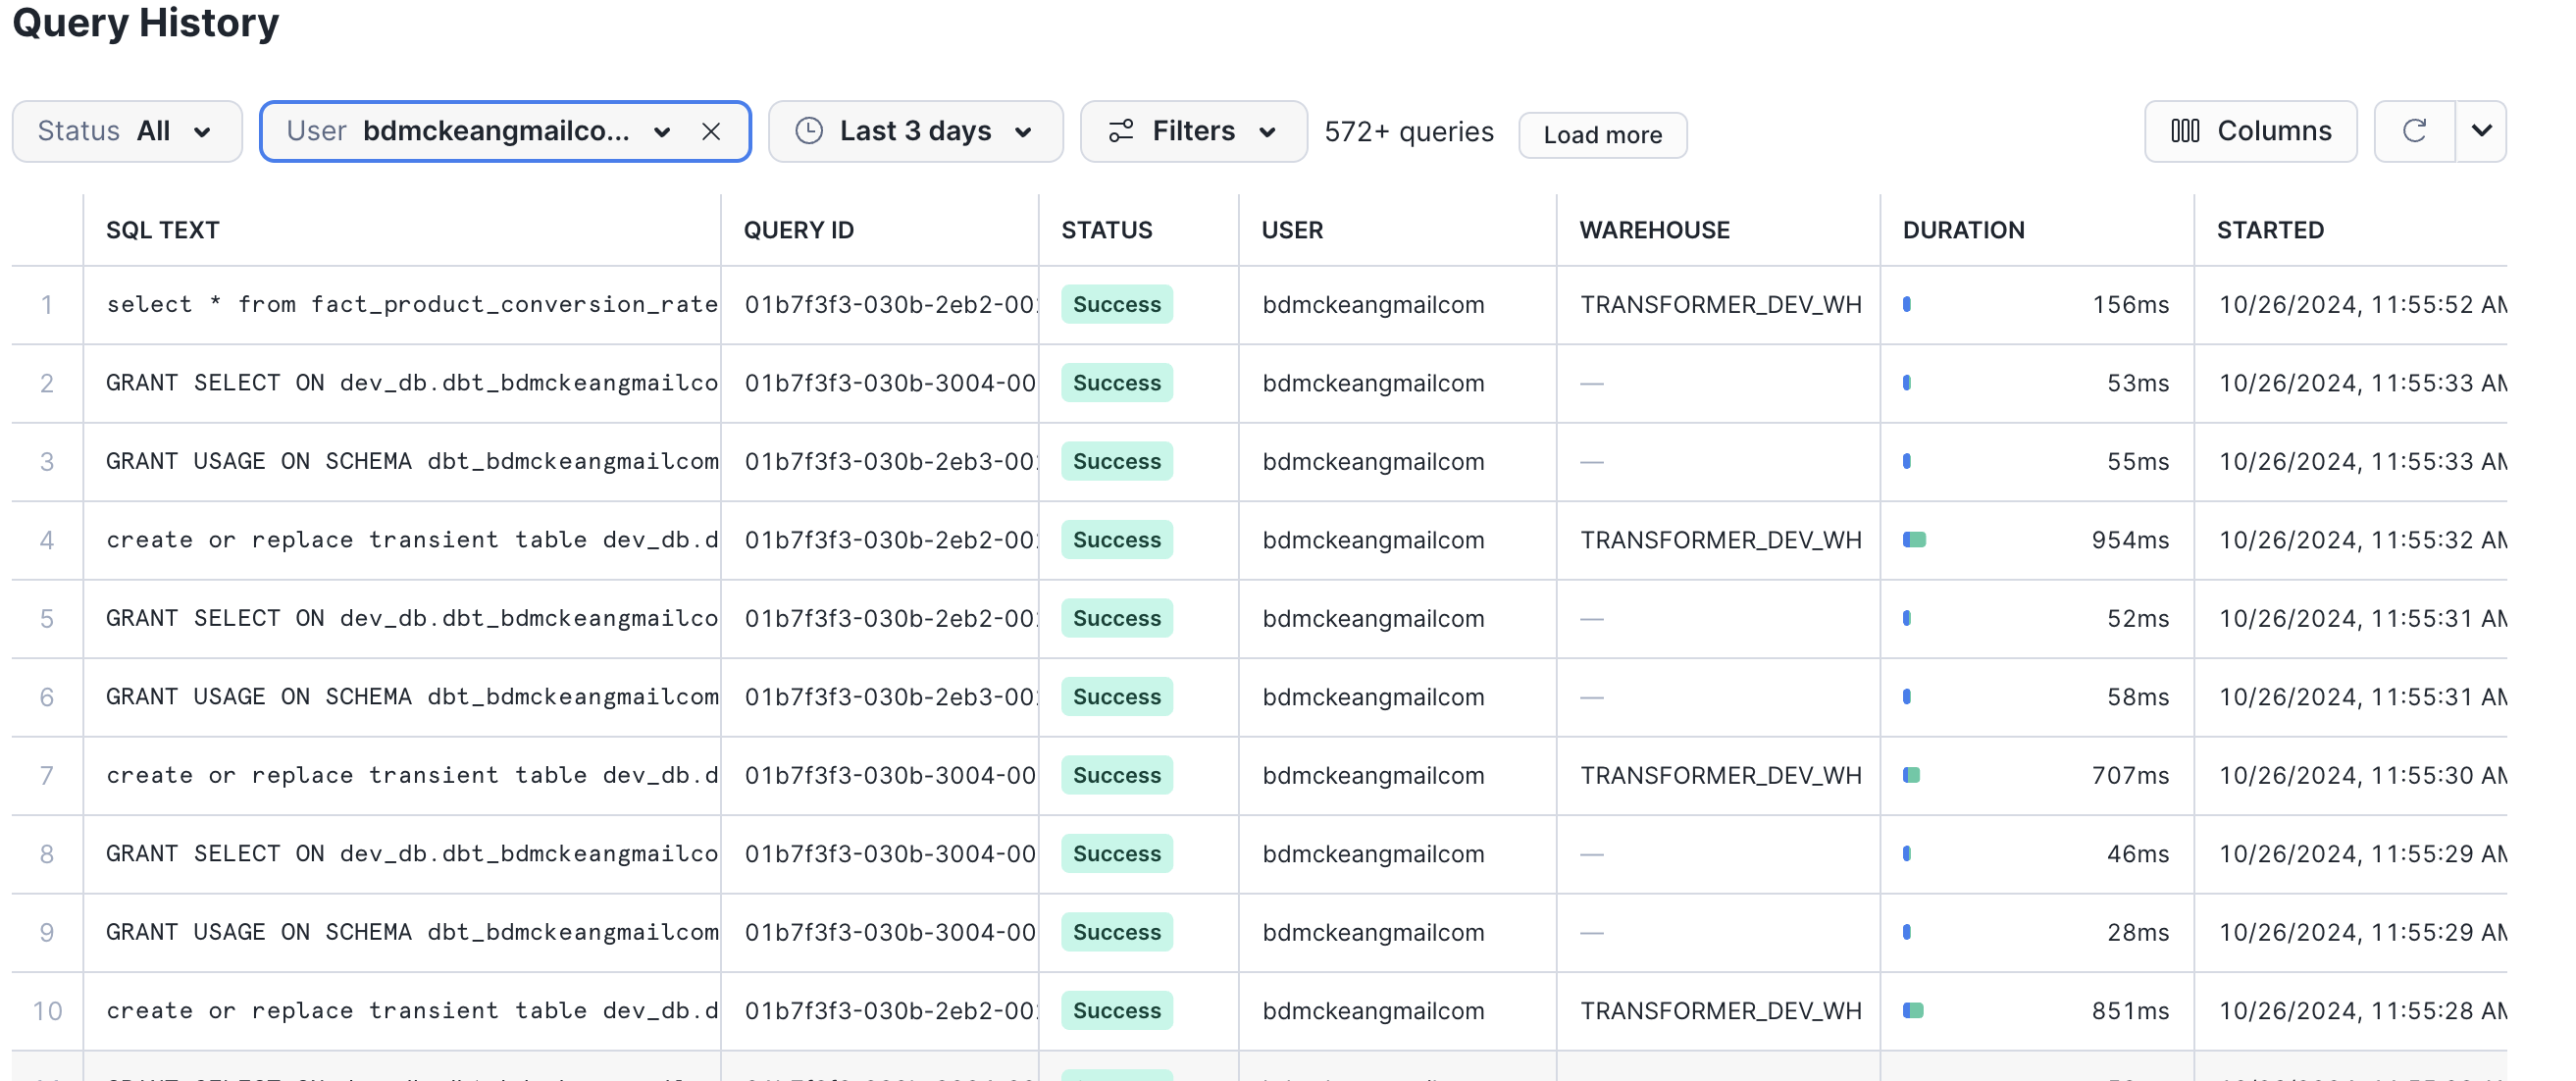 Query History
Status All User bdmckeangmailco... Last 3 days Filters 572+ queries Load more Columns
SQL TEXT QUERY ID STATUS USER WAREHOUSE DURATION STARTED
1 select * from fact_product_conversion_rate 01b7f3f3-030b-2eb2-00 Success bdmckeangmailcom TRANSFORMER_DEV_WH 156ms 10/26/2024, 11:55:52 AM
2 GRANT SELECT ON dev_db.dbt_bdmckeangmailco 01b7f3f3-030b-3004-00 Success bdmckeangmailcom — 53ms 10/26/2024, 11:55:33 AM
3 GRANT USAGE ON SCHEMA dbt_bdmckeangmailcom 01b7f3f3-030b-2eb3-00 Success bdmckeangmailcom — 55ms 10/26/2024, 11:55:33 AM
4 create or replace transient table dev_db.d 01b7f3f3-030b-2eb2-00 Success bdmckeangmailcom TRANSFORMER_DEV_WH 954ms 10/26/2024, 11:55:32 AM
5 GRANT SELECT ON dev_db.dbt_bdmckeangmailco 01b7f3f3-030b-2eb2-00 Success bdmckeangmailcom — 52ms 10/26/2024, 11:55:31 AM
6 GRANT USAGE ON SCHEMA dbt_bdmckeangmailcom 01b7f3f3-030b-2eb3-00 Success bdmckeangmailcom — 58ms 10/26/2024, 11:55:31 AM
7 create or replace transient table dev_db.d 01b7f3f3-030b-3004-00 Success bdmckeangmailcom TRANSFORMER_DEV_WH 707ms 10/26/2024, 11:55:30 AM
8 GRANT SELECT ON dev_db.dbt_bdmckeangmailco 01b7f3f3-030b-3004-00 Success bdmckeangmailcom — 46ms 10/26/2024, 11:55:29 AM
9 GRANT USAGE ON SCHEMA dbt_bdmckeangmailcom 01b7f3f3-030b-3004-00 Success bdmckeangmailcom — 28ms 10/26/2024, 11:55:29 AM
10 create or replace transient table dev_db.d 01b7f3f3-030b-2eb2-00 Success bdmckeangmailcom TRANSFORMER_DEV_WH 851ms 10/26/2024, 11:55:28 AM